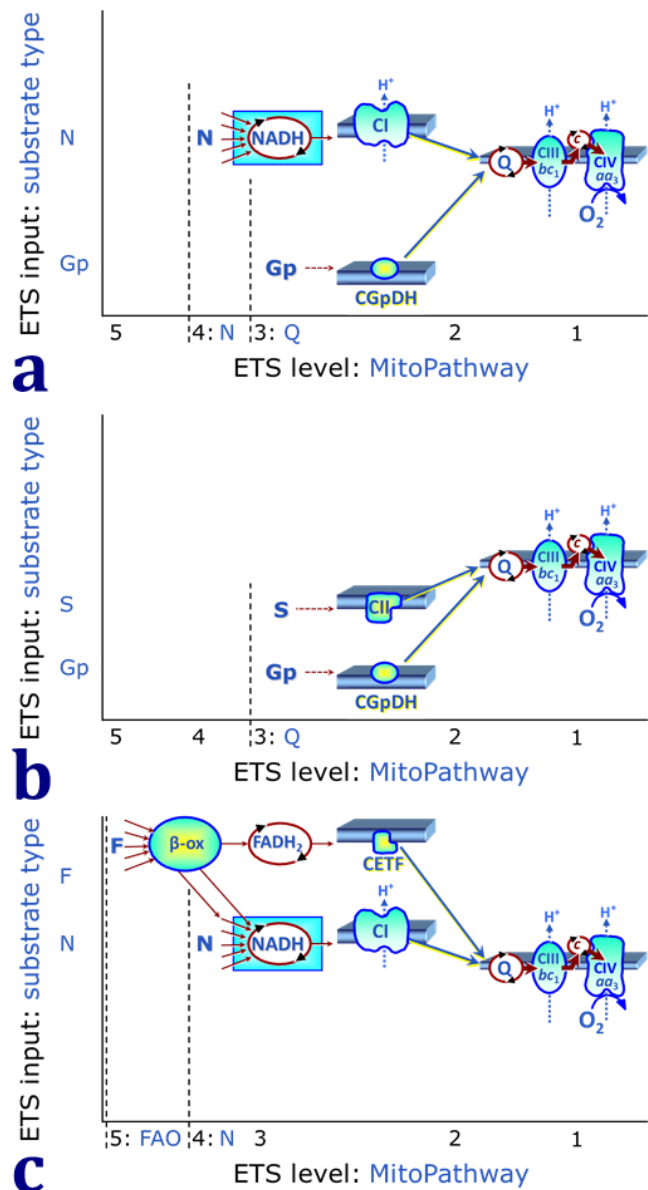 ETS input: substrate type
N
Gp
N
NADH
H+
CI
Gp
CGpDH
Q
H+
CIII
bc1
c
H+
CIV
aa3
O2
5 4: N 3: Q 2 1
ETS level: MitoPathway
a
ETS input: substrate type
S
Gp
S
CII
Gp
CGpDH
Q
H+
CIII
bc1
c
H+
CIV
aa3
O2
5 4 3: Q 2 1
ETS level: MitoPathway
b
ETS input: substrate type
F
N
F
β-ox
FADH2
CETF
N
NADH
H+
CI
Q
H+
CIII
bc1
c
H+
CIV
aa3
O2
5: FAO 4: N 3 2 1
ETS level: MitoPathway
c